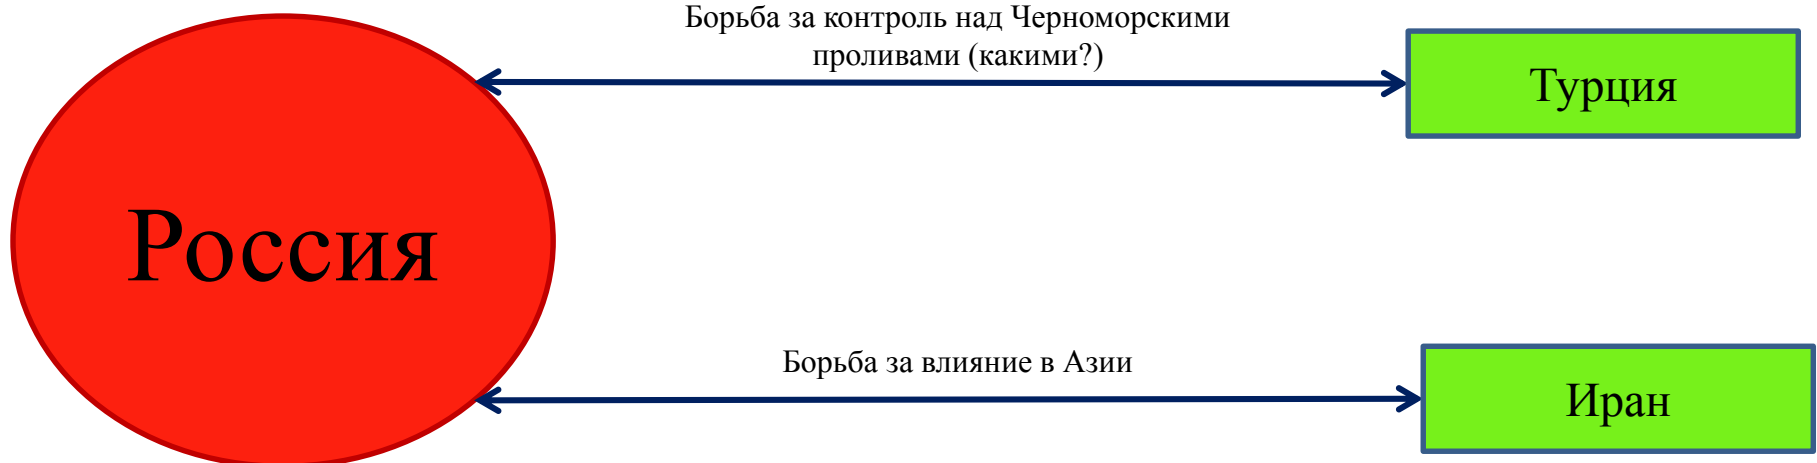 Борьба за контроль над Черноморскими
проливами (какими?)
Турция
Россия
Борьба за влияние в Азии
Иран